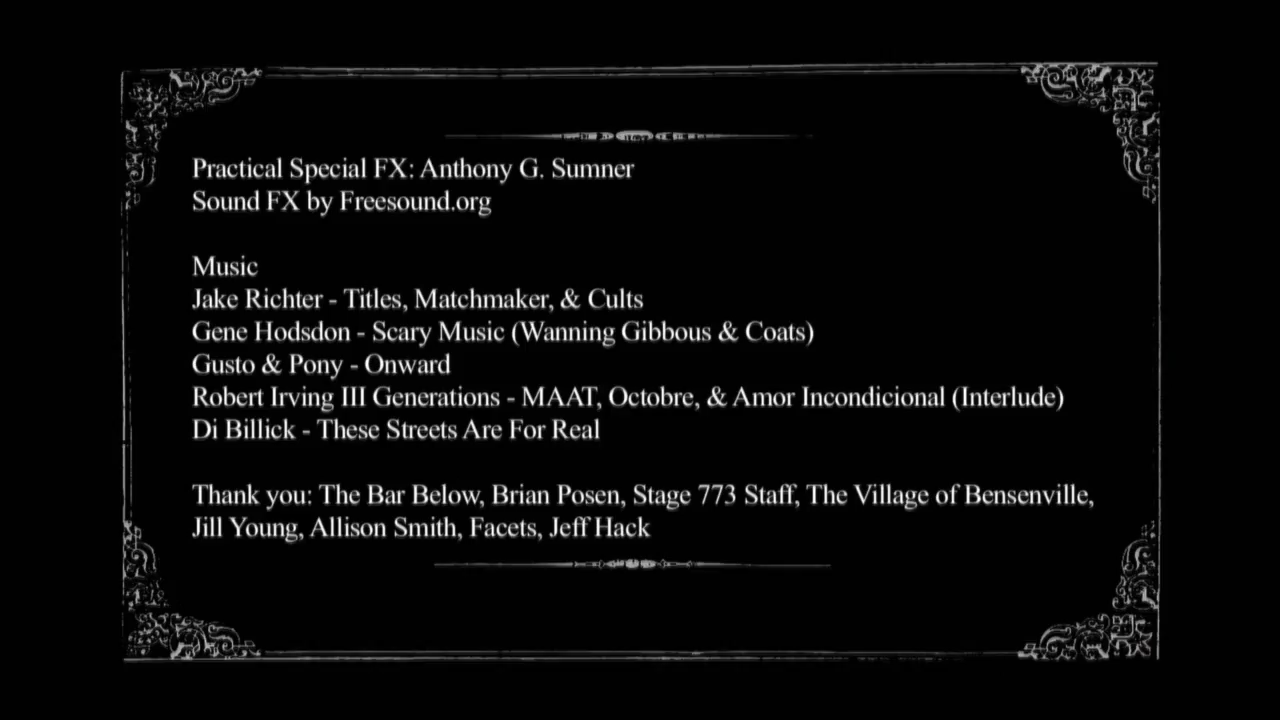 Practical Special FX: Anthony G. Sumner
Sound FX by Freesound.org
Music
Jake Richter - Titles, Matchmaker, & Cults
Gene Hodsdon - Scary Music (Wanning Gibbous & Coats)
Gusto & Pony - Onward
Robert Irving III Generations - MAAT, Octobre, & Amor Incondicional (Interlude)
Di Billick - These Streets Are For Real
Thank you: The Bar Below, Brian Posen, Stage 773 Staff, The Village of Bensenville,
Jill Young, Allison Smith, Facets, Jeff Hack